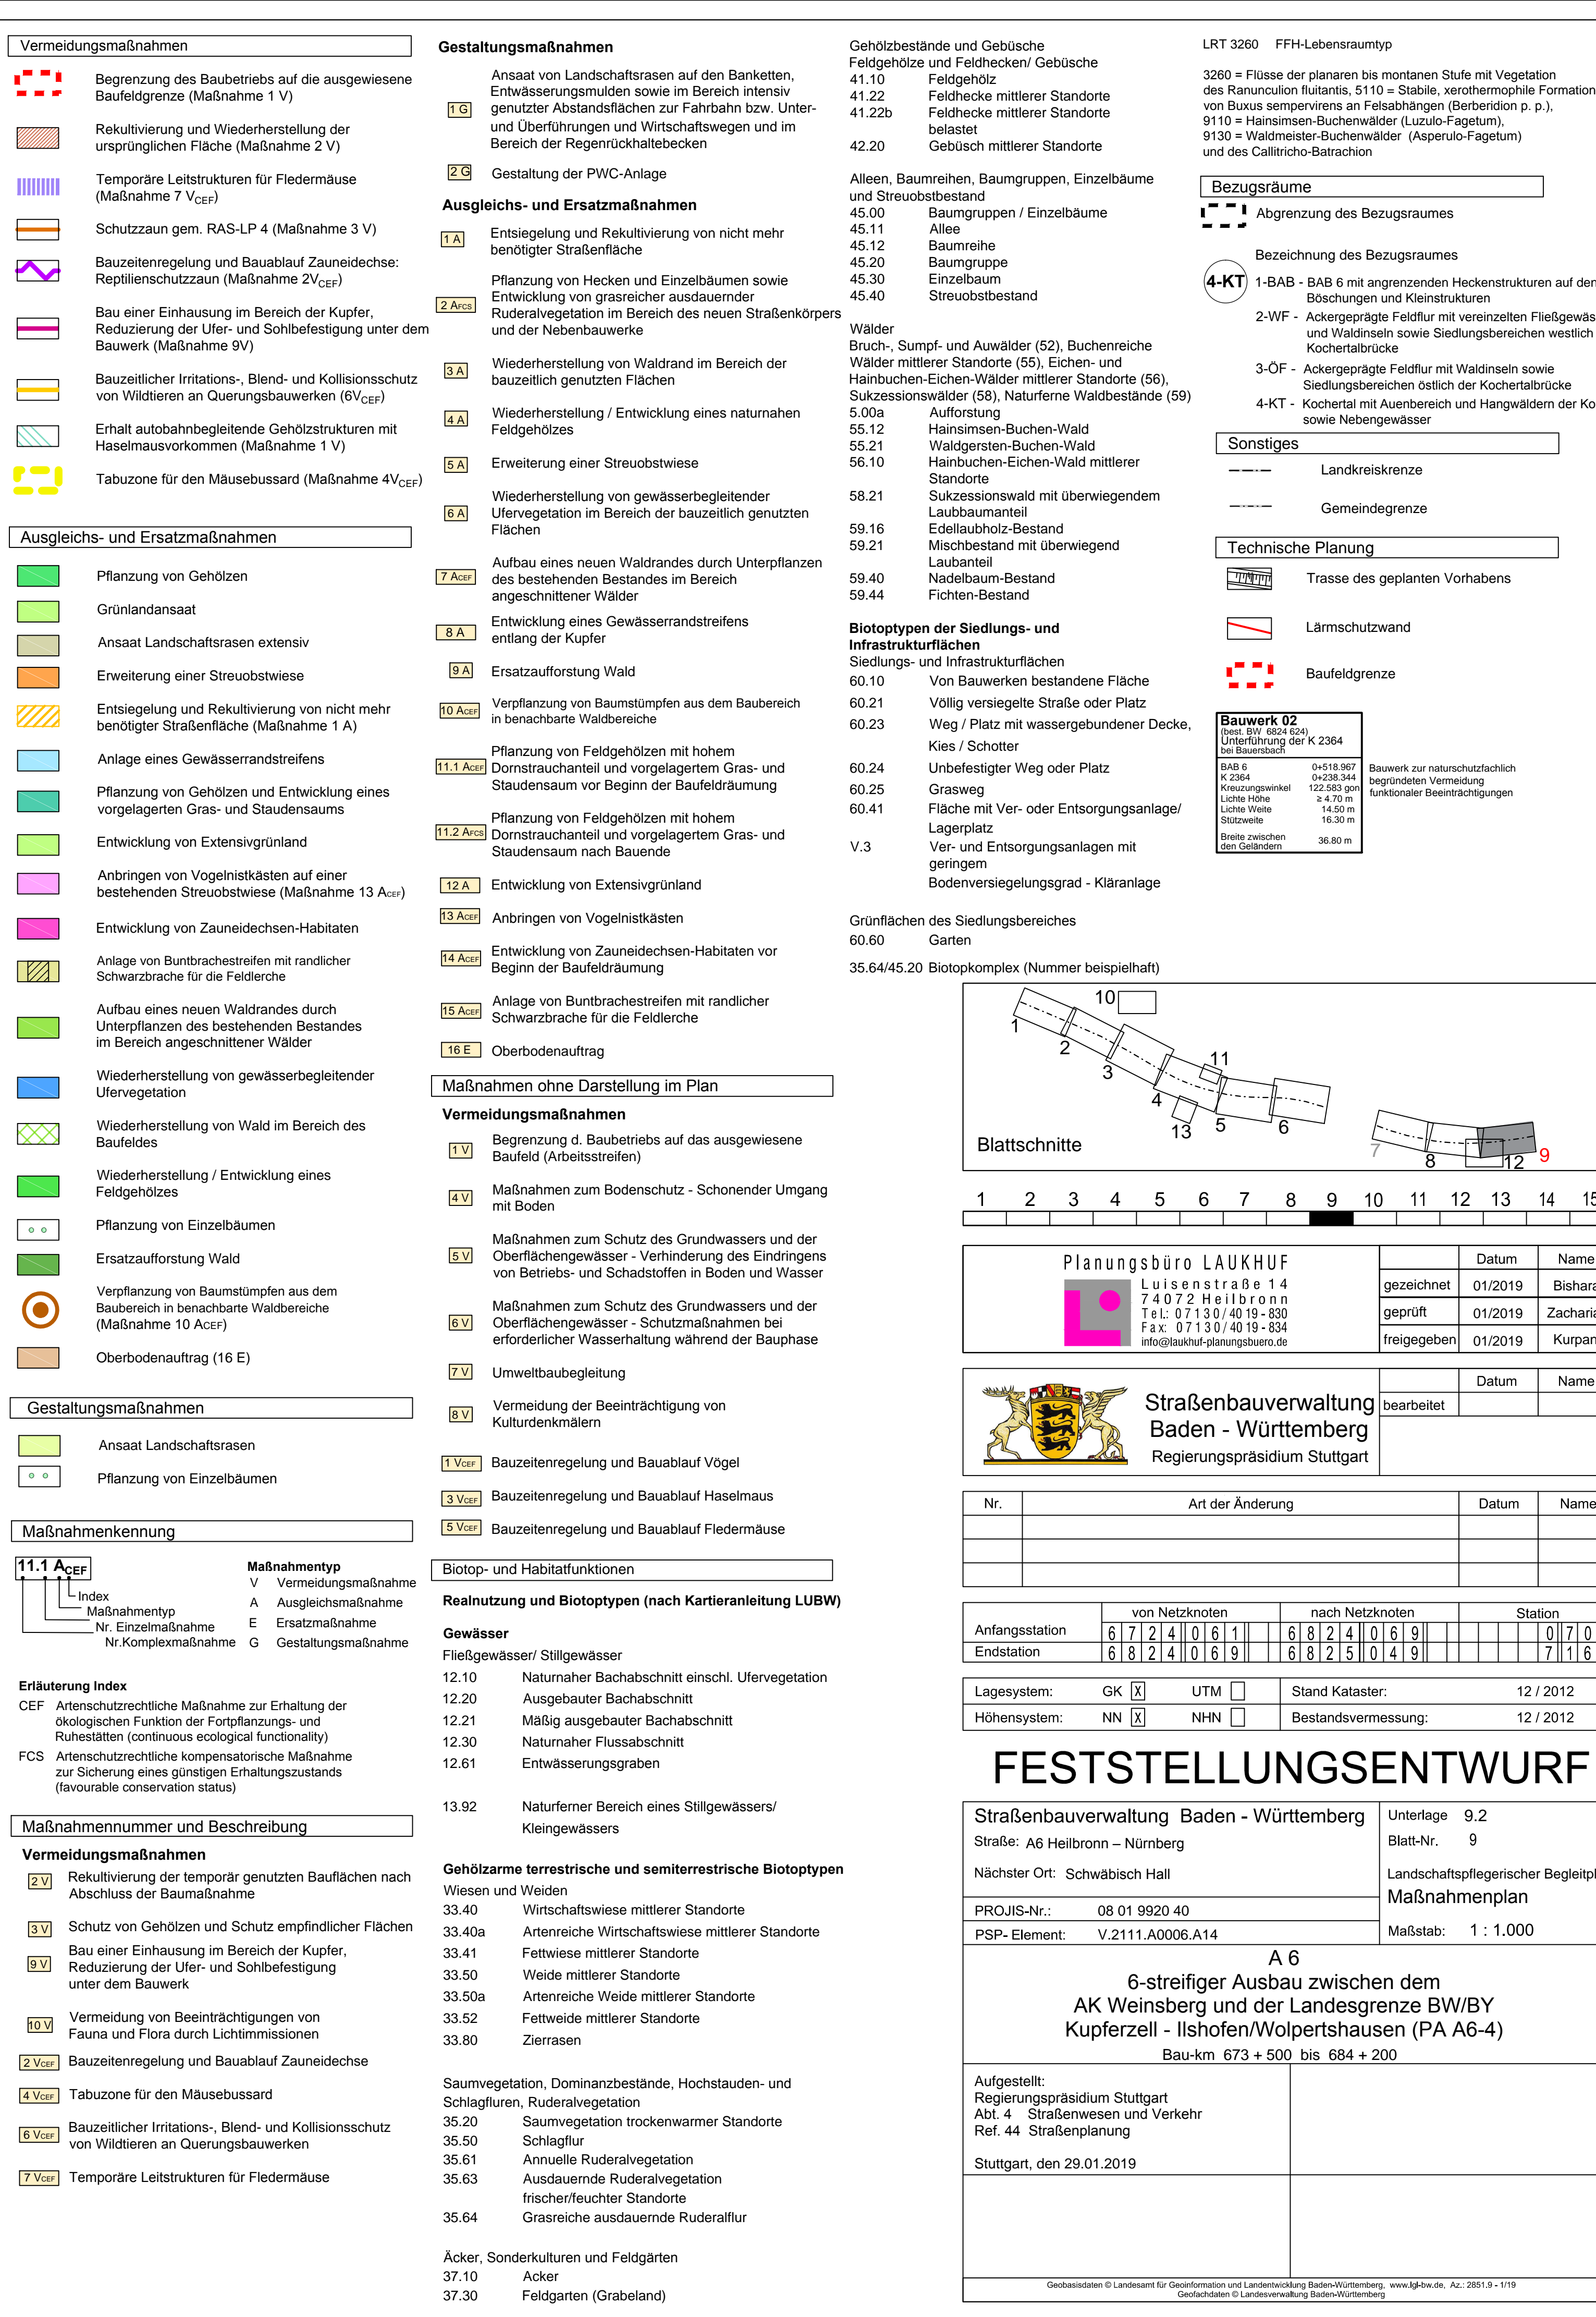 Vermeidungsmaßnahmen
Begrenzung des Baubetriebs auf die ausgewiesene
Baufeldgrenze (Maßnahme 1 V)
Rekultivierung und Wiederherstellung der
ursprünglichen Fläche (Maßnahme 2 V)
Temporäre Leitstrukturen für Fledermäuse
(Maßnahme 7 VCEF)
Schutzzaun gem. RAS-LP 4 (Maßnahme 3 V)
Bauzeitenregelung und Bauablauf Zauneidechse:
Reptilienschutzzaun (Maßnahme 2VCEF)
Bau einer Einhausung im Bereich der Kupfer,
Reduzierung der Ufer- und Sohlbefestigung unter dem
Bauwerk (Maßnahme 9V)
Bauzeitlicher Irritations-, Blend- und Kollisionsschutz
von Wildtieren an Querungsbauwerken (6VCEF)
Erhalt autobahnbegleitende Gehölzstrukturen mit
Haselmausvorkommen (Maßnahme 1 V)
Tabuzone für den Mäusebussard (Maßnahme 4VCEF)
Ausgleichs- und Ersatzmaßnahmen
Pflanzung von Gehölzen
Grünlandansaat
Ansaat Landschaftsrasen extensiv
Erweiterung einer Streuobstwiese
Entsiegelung und Rekultivierung von nicht mehr
benötigter Straßenfläche (Maßnahme 1 A)
Anlage eines Gewässerrandstreifens
Pflanzung von Gehölzen und Entwicklung eines
vorgelagerten Gras- und Staudensaums
Entwicklung von Extensivgrünland
Anbringen von Vogelnistkästen auf einer
bestehenden Streuobstwiese (Maßnahme 13 ACEF)
Entwicklung von Zauneidechsen-Habitaten
Anlage von Buntbrachestreifen mit randlicher
Schwarzbrache für die Feldlerche
Aufbau eines neuen Waldrandes durch
Unterpflanzen des bestehenden Bestandes
im Bereich angeschnittener Wälder
Wiederherstellung von gewässerbegleitender
Ufervegetation
Wiederherstellung von Wald im Bereich des
Baufeldes
Wiederherstellung / Entwicklung eines
Feldgehölzes
Pflanzung von Einzelbäumen
Ersatzaufforstung Wald
Verpflanzung von Baumstümpfen aus dem
Baubereich in benachbarte Waldbereiche
(Maßnahme 10 ACEF)
Oberbodenauftrag (16 E)
Gestaltungsmaßnahmen
Ansaat Landschaftsrasen
Pflanzung von Einzelbäumen
Maßnahmenkennung
11.1 ACEF
Index
Maßnahmentyp
Nr. Einzelmaßnahme
Nr.Komplexmaßnahme
Maßnahmentyp
V Vermeidungsmaßnahme
A Ausgleichsmaßnahme
E Ersatzmaßnahme
G Gestaltungsmaßnahme
Erläuterung Index
CEF Artenschutzrechtliche Maßnahme zur Erhaltung der
ökologischen Funktion der Fortpflanzungs- und
Ruhestätten (continuous ecological functionality)
FCS Artenschutzrechtliche kompensatorische Maßnahme
zur Sicherung eines günstigen Erhaltungszustands
(favourable conservation status)
Maßnahmennummer und Beschreibung
Vermeidungsmaßnahmen
2 V Rekultivierung der temporär genutzten Bauflächen nach
Abschluss der Baumaßnahme
3 V Schutz von Gehölzen und Schutz empfindlicher Flächen
9 V Bau einer Einhausung im Bereich der Kupfer,
Reduzierung der Ufer- und Sohlbefestigung
unter dem Bauwerk
10 V Vermeidung von Beeinträchtigungen von
Fauna und Flora durch Lichtimmissionen
2 VCEF Bauzeitenregelung und Bauablauf Zauneidechse
4 VCEF Tabuzone für den Mäusebussard
6 VCEF Bauzeitlicher Irritations-, Blend- und Kollisionsschutz
von Wildtieren an Querungsbauwerken
7 VCEF Temporäre Leitstrukturen für Fledermäuse
Gestaltungsmaßnahmen
1 G Ansaat von Landschaftsrasen auf den Banketten,
Entwässerungsmulden sowie im Bereich intensiv
genutzter Abstandsflächen zur Fahrbahn bzw. Unter-
und Überführungen und Wirtschaftswegen und im
Bereich der Regenrückhaltebecken
2 G Gestaltung der PWC-Anlage
Ausgleichs- und Ersatzmaßnahmen
1 A Entsiegelung und Rekultivierung von nicht mehr
benötigter Straßenfläche
2 AFCS Pflanzung von Hecken und Einzelbäumen sowie
Entwicklung von grasreicher ausdauernder
Ruderalvegetation im Bereich des neuen Straßenkörpers
und der Nebenbauwerke
3 A Wiederherstellung von Waldrand im Bereich der
bauzeitlich genutzten Flächen
4 A Wiederherstellung / Entwicklung eines naturnahen
Feldgehölzes
5 A Erweiterung einer Streuobstwiese
6 A Wiederherstellung von gewässerbegleitender
Ufervegetation im Bereich der bauzeitlich genutzten
Flächen
7 ACEF Aufbau eines neuen Waldrandes durch Unterpflanzen
des bestehenden Bestandes im Bereich
angeschnittener Wälder
8 A Entwicklung eines Gewässerrandstreifens
entlang der Kupfer
9 A Ersatzaufforstung Wald
10 ACEF Verpflanzung von Baumstümpfen aus dem Baubereich
in benachbarte Waldbereiche
11.1 ACEF Pflanzung von Feldgehölzen mit hohem
Dornstrauchanteil und vorgelagertem Gras- und
Staudensaum vor Beginn der Baufeldräumung
11.2 AFCS Pflanzung von Feldgehölzen mit hohem
Dornstrauchanteil und vorgelagertem Gras- und
Staudensaum nach Bauende
12 A Entwicklung von Extensivgrünland
13 ACEF Anbringen von Vogelnistkästen
14 ACEF Entwicklung von Zauneidechsen-Habitaten vor
Beginn der Baufeldräumung
15 ACEF Anlage von Buntbrachestreifen mit randlicher
Schwarzbrache für die Feldlerche
16 E Oberbodenauftrag
Maßnahmen ohne Darstellung im Plan
Vermeidungsmaßnahmen
1 V Begrenzung d. Baubetriebs auf das ausgewiesene
Baufeld (Arbeitsstreifen)
4 V Maßnahmen zum Bodenschutz - Schonender Umgang
mit Boden
5 V Maßnahmen zum Schutz des Grundwassers und der
Oberflächengewässer - Verhinderung des Eindringens
von Betriebs- und Schadstoffen in Boden und Wasser
6 V Maßnahmen zum Schutz des Grundwassers und der
Oberflächengewässer - Schutzmaßnahmen bei
erforderlicher Wasserhaltung während der Bauphase
7 V Umweltbaubegleitung
8 V Vermeidung der Beeinträchtigung von
Kulturdenkmälern
1 VCEF Bauzeitenregelung und Bauablauf Vögel
3 VCEF Bauzeitenregelung und Bauablauf Haselmaus
5 VCEF Bauzeitenregelung und Bauablauf Fledermäuse
Biotop- und Habitatfunktionen
Realnutzung und Biotoptypen (nach Kartieranleitung LUBW)
Gewässer
Fließgewässer/ Stillgewässer
12.10 Naturnaher Bachabschnitt einschl. Ufervegetation
12.20 Ausgebauter Bachabschnitt
12.21 Mäßig ausgebauter Bachabschnitt
12.30 Naturnaher Flussabschnitt
12.61 Entwässerungsgraben
13.92 Naturferner Bereich eines Stillgewässers/
Kleingewässers
Gehölzarme terrestrische und semiterrestrische Biotoptypen
Wiesen und Weiden
33.40 Wirtschaftswiese mittlerer Standorte
33.40a Artenreiche Wirtschaftswiese mittlerer Standorte
33.41 Fettwiese mittlerer Standorte
33.50 Weide mittlerer Standorte
33.50a Artenreiche Weide mittlerer Standorte
33.52 Fettweide mittlerer Standorte
33.80 Zierrasen
Saumvegetation, Dominanzbestände, Hochstauden- und
Schlagfluren, Ruderalvegetation
35.20 Saumvegetation trockenwarmer Standorte
35.50 Schlagflur
35.61 Annuelle Ruderalvegetation
35.63 Ausdauernde Ruderalvegetation
frischer/feuchter Standorte
35.64 Grasreiche ausdauernde Ruderalflur
Äcker, Sonderkulturen und Feldgärten
37.10 Acker
37.30 Feldgarten (Grabeland)
Gehölzbestände und Gebüsche
Feldgehölze und Feldhecken/ Gebüsche
41.10 Feldgehölz
41.22 Feldhecke mittlerer Standorte
41.22b Feldhecke mittlerer Standorte
belastet
42.20 Gebüsch mittlerer Standorte
Alleen, Baumreihen, Baumgruppen, Einzelbäume
und Streuobstbestand
45.00 Baumgruppen / Einzelbäume
45.11 Allee
45.12 Baumreihe
45.20 Baumgruppe
45.30 Einzelbaum
45.40 Streuobstbestand
Wälder
Bruch-, Sumpf- und Auwälder (52), Buchenreiche
Wälder mittlerer Standorte (55), Eichen- und
Hainbuchen-Eichen-Wälder mittlerer Standorte (56),
Sukzessionswälder (58), Naturferne Waldbestände (59)
5.00a Aufforstung
55.12 Hainsimsen-Buchen-Wald
55.21 Waldgersten-Buchen-Wald
56.10 Hainbuchen-Eichen-Wald mittlerer
Standorte
58.21 Sukzessionswald mit überwiegendem
Laubbaumanteil
59.16 Edellaubholz-Bestand
59.21 Mischbestand mit überwiegend
Laubanteil
59.40 Nadelbaum-Bestand
59.44 Fichten-Bestand
Biotoptypen der Siedlungs- und
Infrastrukturflächen
Siedlungs- und Infrastrukturflächen
60.10 Von Bauwerken bestandene Fläche
60.21 Völlig versiegelte Straße oder Platz
60.23 Weg / Platz mit wassergebundener Decke,
Kies / Schotter
60.24 Unbefestigter Weg oder Platz
60.25 Grasweg
60.41 Fläche mit Ver- oder Entsorgungsanlage/
Lagerplatz
V.3 Ver- und Entsorgungsanlagen mit
geringem
Bodenversiegelungsgrad - Kläranlage
Grünflächen des Siedlungsbereiches
60.60 Garten
35.64/45.20 Biotopkomplex (Nummer beispielhaft)
LRT 3260 FFH-Lebensraumtyp
3260 = Flüsse der planaren bis montanen Stufe mit Vegetation
des Ranunculion fluitantis, 5110 = Stabile, xerothermophile Formation
von Buxus sempervirens an Felsabhängen (Berberidion p. p.),
9110 = Hainsimsen-Buchenwälder (Luzulo-Fagetum),
9130 = Waldmeister-Buchenwälder (Asperulo-Fagetum)
und des Callitricho-Batrachion
Bezugsräume
Abgrenzung des Bezugsraumes
Bezeichnung des Bezugsraumes
4-KT
1-BAB - BAB 6 mit angrenzenden Heckenstrukturen auf den
Böschungen und Kleinstrukturen
2-WF - Ackergeprägte Feldflur mit vereinzelten Fließgewäs
und Waldinseln sowie Siedlungsbereichen westlich
Kochertalbrücke
3-ÖF - Ackergeprägte Feldflur mit Waldinseln sowie
Siedlungsbereichen östlich der Kochertalbrücke
4-KT - Kochertal mit Auenbereich und Hangwäldern der Ko
sowie Nebengewässer
Sonstiges
Landkreiskrenze
Gemeindegrenze
Technische Planung
Trasse des geplanten Vorhabens
Lärmschutzwand
Baufeldgrenze
Bauwerk 02
(best. BW 6824 624)
Unterführung der K 2364
bei Bauersbach
BAB 6 0+518.967
K 2364 0+238.344
Kreuzungswinkel 122.583 gon
Lichte Höhe ≥ 4.70 m
Lichte Weite 14.50 m
Stützweite 16.30 m
Breite zwischen
den Geländern 36.80 m
Bauwerk zur naturschutzfachlich
begründeten Vermeidung
funktionaler Beeinträchtigungen
10
1
2
3
11
4
13
5
6
7
8
12
9
Blattschnitte
1 2 3 4 5 6 7 8 9 10 11 12 13 14 15
Planungsbüro LAUKHUF
Luisenstraße 14
74072 Heilbronn
Tel.: 07130/4019-830
Fax: 07130/4019-834
info@laukhuf-planungsbuero.de
Datum Name
gezeichnet 01/2019 Bishara
geprüft 01/2019 Zacharia
freigegeben 01/2019 Kurpan
Straßenbauverwaltung
Baden - Württemberg
Regierungspräsidium Stuttgart
Datum Name
bearbeitet
Nr. Art der Änderung Datum Name
von Netzknoten nach Netzknoten Station
Anfangsstation 6724 061 6824 069 0 70
Endstation 6824 069 6825 049 7 16
Lagesystem: GK X UTM Stand Kataster: 12 / 2012
Höhensystem: NN X NHN Bestandsvermessung: 12 / 2012
FESTSTELLUNGSENTWURF
Straßenbauverwaltung Baden - Württemberg
Straße: A6 Heilbronn – Nürnberg
Nächster Ort: Schwäbisch Hall
PROJIS-Nr.: 08 01 9920 40
PSP- Element: V.2111.A0006.A14
Unterlage 9.2
Blatt-Nr. 9
Landschaftspflegerischer Begleitpl
Maßnahmenplan
Maßstab: 1 : 1.000
A 6
6-streifiger Ausbau zwischen dem
AK Weinsberg und der Landesgrenze BW/BY
Kupferzell - Ilshofen/Wolpertshausen (PA A6-4)
Bau-km 673 + 500 bis 684 + 200
Aufgestellt:
Regierungspräsidium Stuttgart
Abt. 4 Straßenwesen und Verkehr
Ref. 44 Straßenplanung
Stuttgart, den 29.01.2019
Geobasisdaten © Landesamt für Geoinformation und Landentwicklung Baden-Württemberg, www.lgl-bw.de, Az.: 2851.9 - 1/19
Geofachdaten © Landesverwaltung Baden-Württemberg